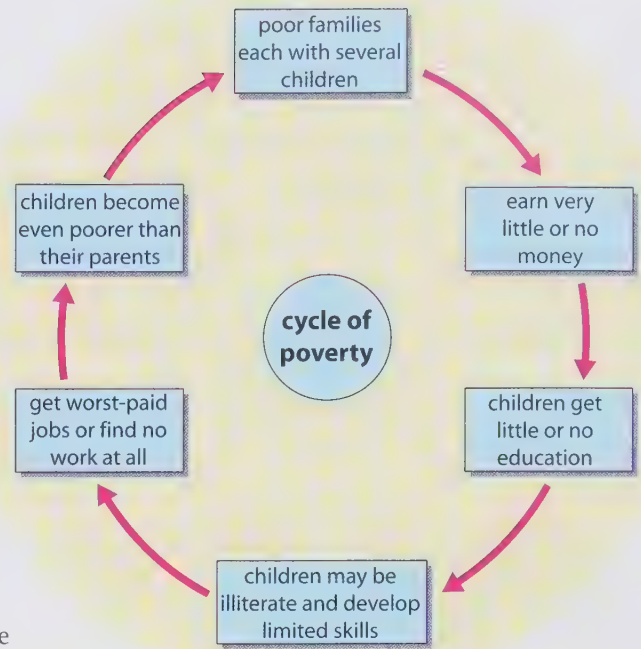 poor families
each with several
children
earn very
little or no
money
children get
little or no
education
children may be
illiterate and develop
limited skills
get worst-paid
jobs or find no
work at all
children become
even poorer than
their parents
cycle of
poverty
e